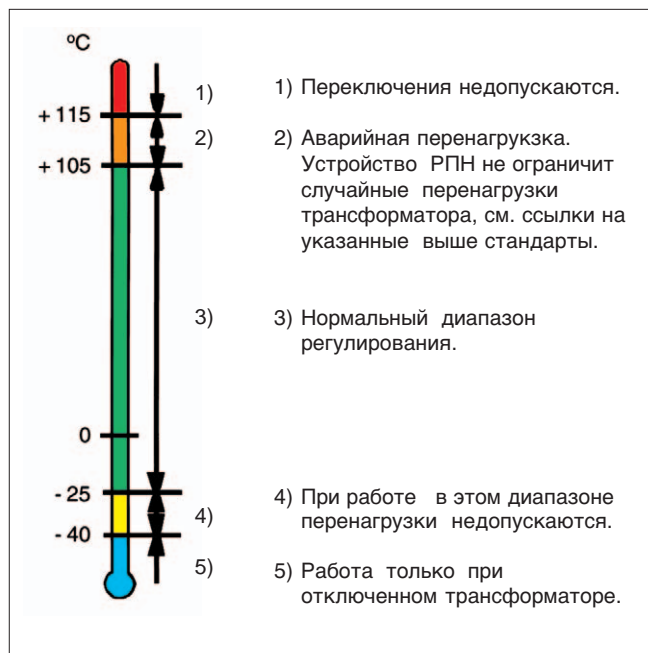 °C
1) 1) Переключения недопускаются.
+ 115
2) 2) Аварийная перенагрукзка.
+ 105 Устройство РПН не ограничит
случайные перенагрузки
трансформатора, см. ссылки на
указанные выше стандарты.
3) 3) Нормальный диапазон
регулирования.
0
- 25 4) При работе в этом диапазоне
4) перенагрузки недопускаются.
- 40
5) 5) Работа только при
отключенном трансформаторе.